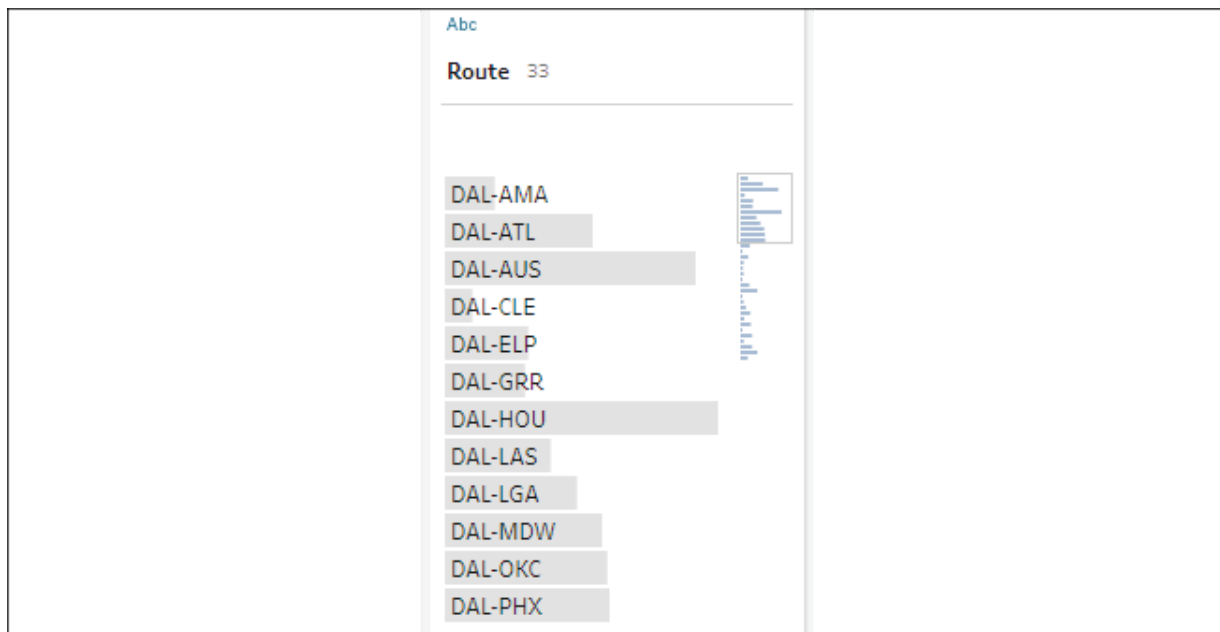 Abc
Route 33
DAL-AMA
DAL-ATL
DAL-AUS
DAL-CLE
DAL-ELP
DAL-GRR
DAL-HOU
DAL-LAS
DAL-LGA
DAL-MDW
DAL-OKC
DAL-PHX